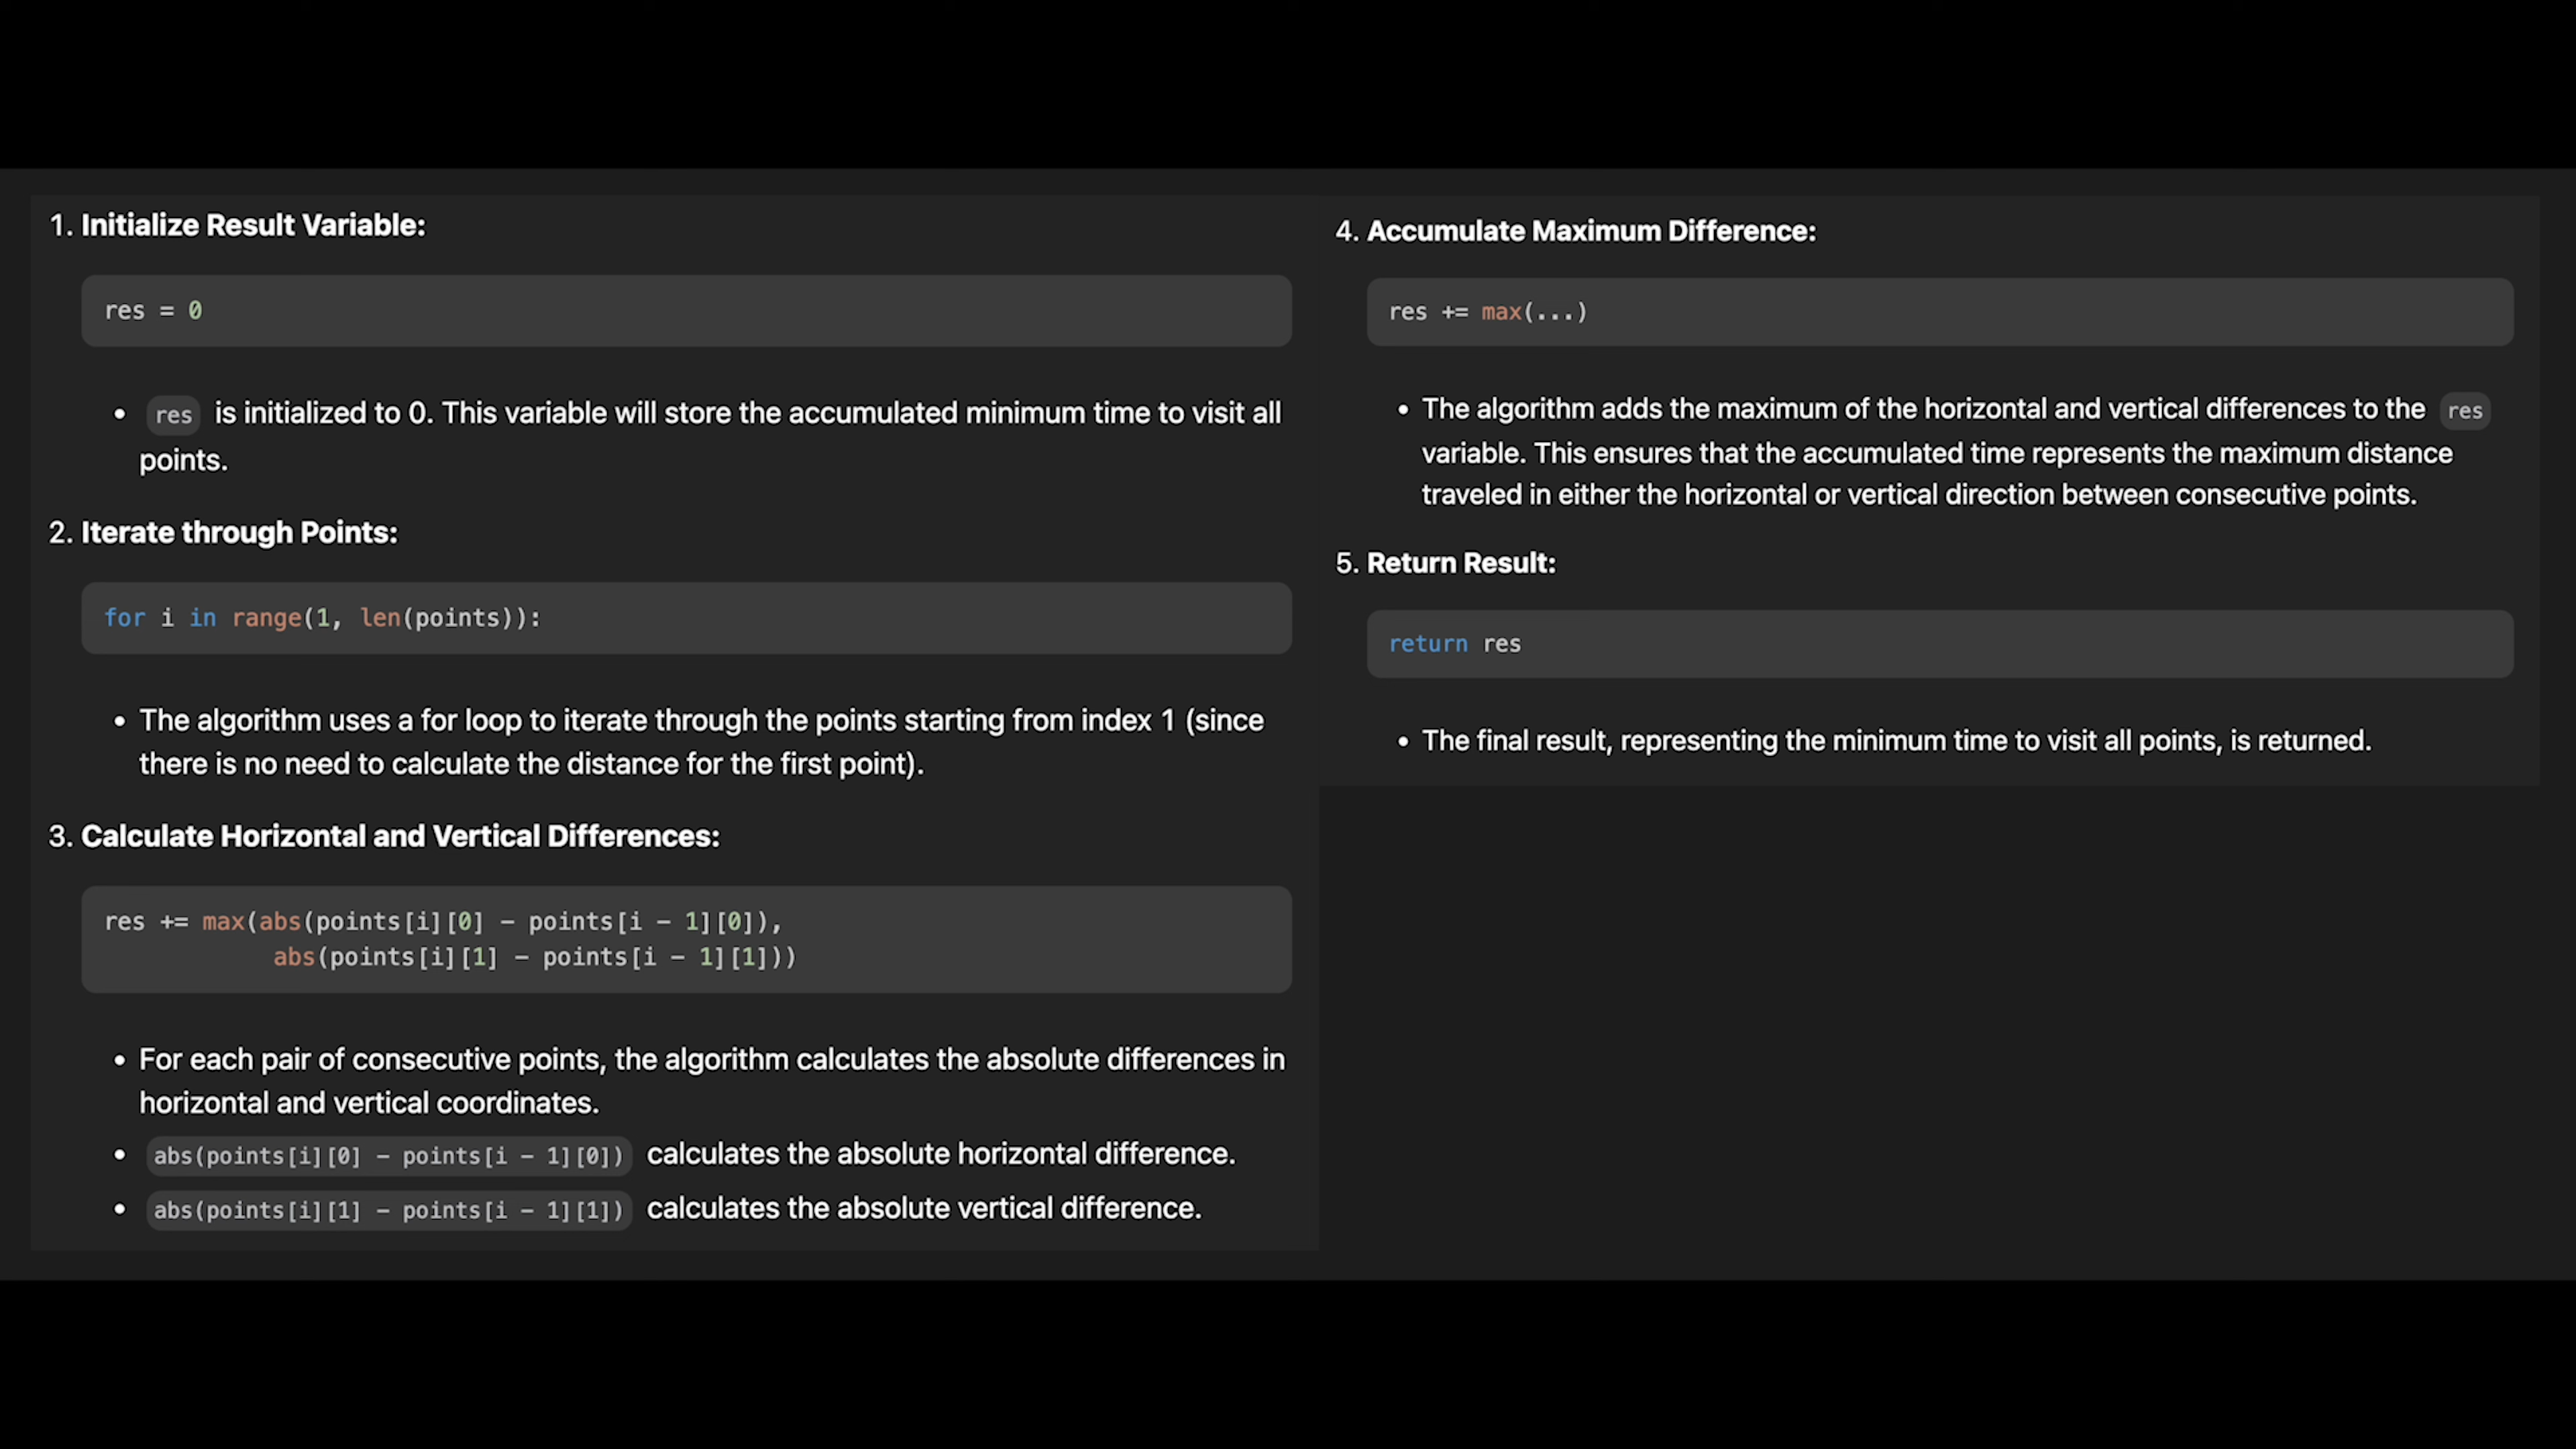 1. Initialize Result Variable:
res = 0
• res is initialized to 0. This variable will store the accumulated minimum time to visit all
points.
2. Iterate through Points:
for i in range(1, len(points)):
• The algorithm uses a for loop to iterate through the points starting from index 1 (since
there is no need to calculate the distance for the first point).
3. Calculate Horizontal and Vertical Differences:
res += max(abs(points[i][0] - points[i - 1][0]),
abs(points[i][1] - points[i - 1][1]))
• For each pair of consecutive points, the algorithm calculates the absolute differences in
horizontal and vertical coordinates.
• abs(points[i][0] - points[i - 1][0]) calculates the absolute horizontal difference.
• abs(points[i][1] - points[i - 1][1]) calculates the absolute vertical difference.
4. Accumulate Maximum Difference:
res += max(...)
• The algorithm adds the maximum of the horizontal and vertical differences to the res
variable. This ensures that the accumulated time represents the maximum distance
traveled in either the horizontal or vertical direction between consecutive points.
5. Return Result:
return res
• The final result, representing the minimum time to visit all points, is returned.